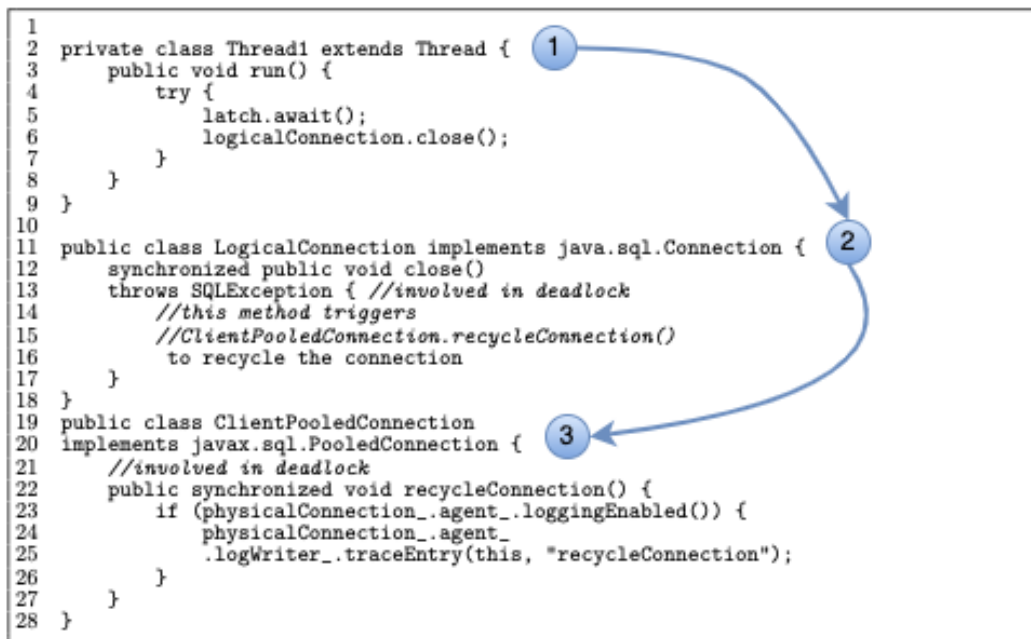 1
2 private class Thread1 extends Thread { 1
3 public void run() {
4 try {
5 latch.await();
6 logicalConnection.close();
7 }
8 }
9 }
10
11 public class LogicalConnection implements java.sql.Connection { 2
12 synchronized public void close()
13 throws SQLException { //involved in deadlock
14 //this method triggers
15 //ClientPooledConnection.recycleConnection()
16 to recycle the connection
17 }
18 }
19 public class ClientPooledConnection
20 implements javax.sql.PooledConnection { 3
21 //involved in deadlock
22 public synchronized void recycleConnection() {
23 if (physicalConnection_.agent_.loggingEnabled()) {
24 physicalConnection_.agent_
25 .logWriter_.traceEntry(this, "recycleConnection");
26 }
27 }
28 }